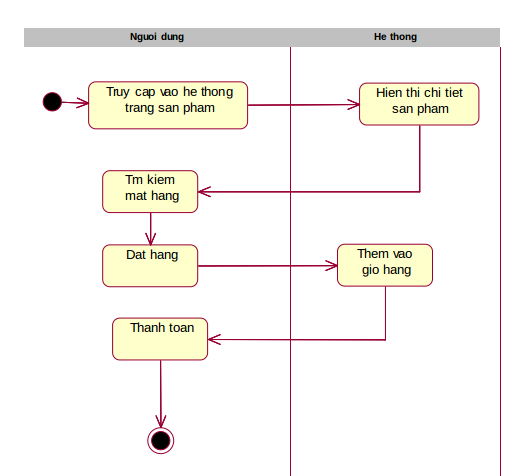 Nguoi dung
He thong
Truy cap vao he thong
trang san pham
Hien thi chi tiet
san pham
Tm kiem
mat hang
Dat hang
Them vao
gio hang
Thanh toan